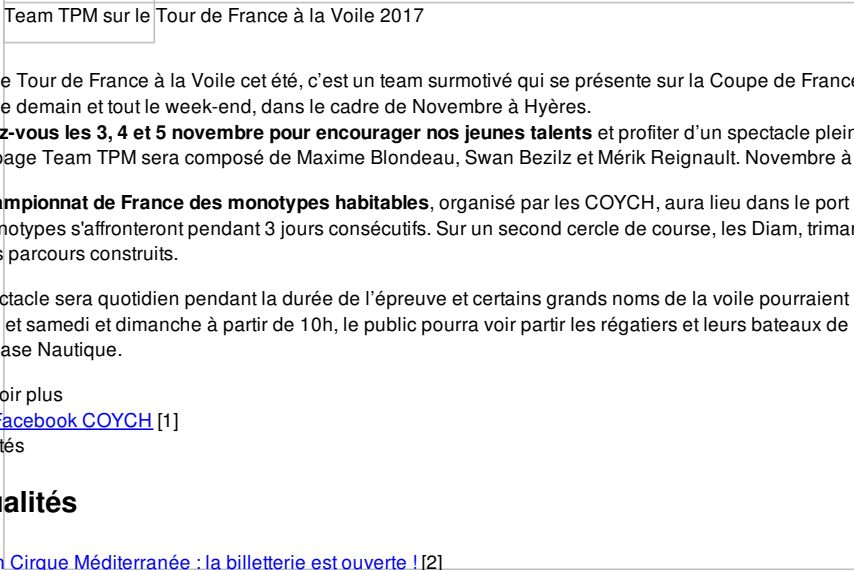 Team TPM sur le Tour de France à la Voile 2017
e Tour de France à la Voile cet été, c’est un team surmotivé qui se présente sur la Coupe de France
e demain et tout le week-end, dans le cadre de Novembre à Hyères.
z-vous les 3, 4 et 5 novembre pour encourager nos jeunes talents et profiter d’un spectacle plein
page Team TPM sera composé de Maxime Blondeau, Swan Bezilz et Mérik Reignault. Novembre à
mpionnat de France des monotypes habitables, organisé par les COYCH, aura lieu dans le port
notypes s'affronteront pendant 3 jours consécutifs. Sur un second cercle de course, les Diam, trimar
s parcours construits.
ctacle sera quotidien pendant la durée de l’épreuve et certains grands noms de la voile pourraient
et samedi et dimanche à partir de 10h, le public pourra voir partir les régatiers et leurs bateaux de
ase Nautique.
oir plus
Facebook COYCH [1]
tés
alités
n Cirque Méditerranée : la billetterie est ouverte ! [2]